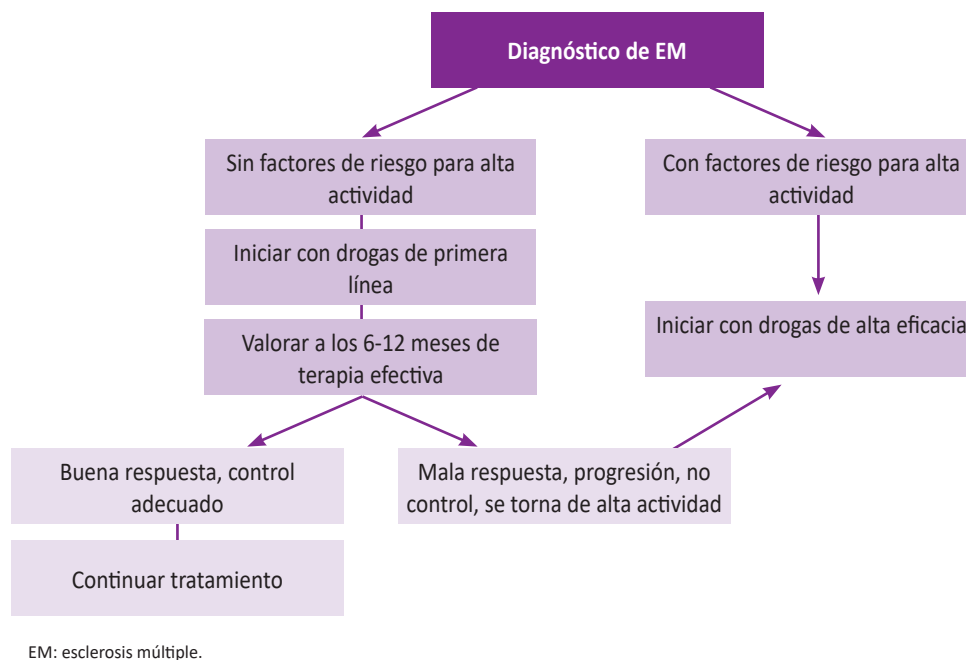 Diagnóstico de EM
Sin factores de riesgo para alta
actividad
Con factores de riesgo para alta
actividad
Iniciar con drogas de primera
línea
Iniciar con drogas de alta eficacia
Valorar a los 6-12 meses de
terapia efectiva
Buena respuesta, control
adecuado
Mala respuesta, progresión, no
control, se torna de alta actividad
Continuar tratamiento
EM: esclerosis múltiple.